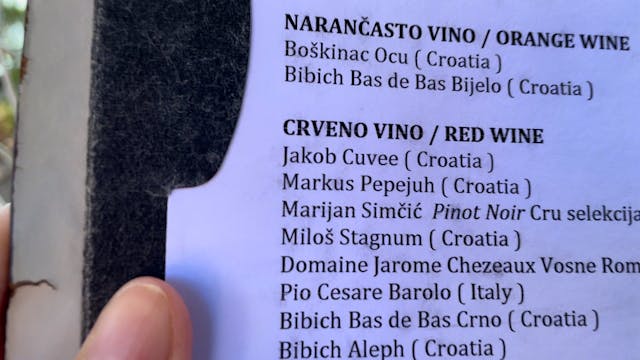 NARANČASTO VINO / ORANGE WINE
Boškinac Ocu ( Croatia )
Bibich Bas de Bas Bijelo ( Croatia )
CRVENO VINO / RED WINE
Jakob Cuvee ( Croatia )
Markus Pepejuh ( Croatia )
Marijan Simčić Pinot Noir Cru selekcija
Miloš Stagnum ( Croatia )
Domaine Jarome Chezeaux Vosne Rom
Pio Cesare Barolo ( Italy )
Bibich Bas de Bas Crno ( Croatia )
Bibich Aleph ( Croatia )